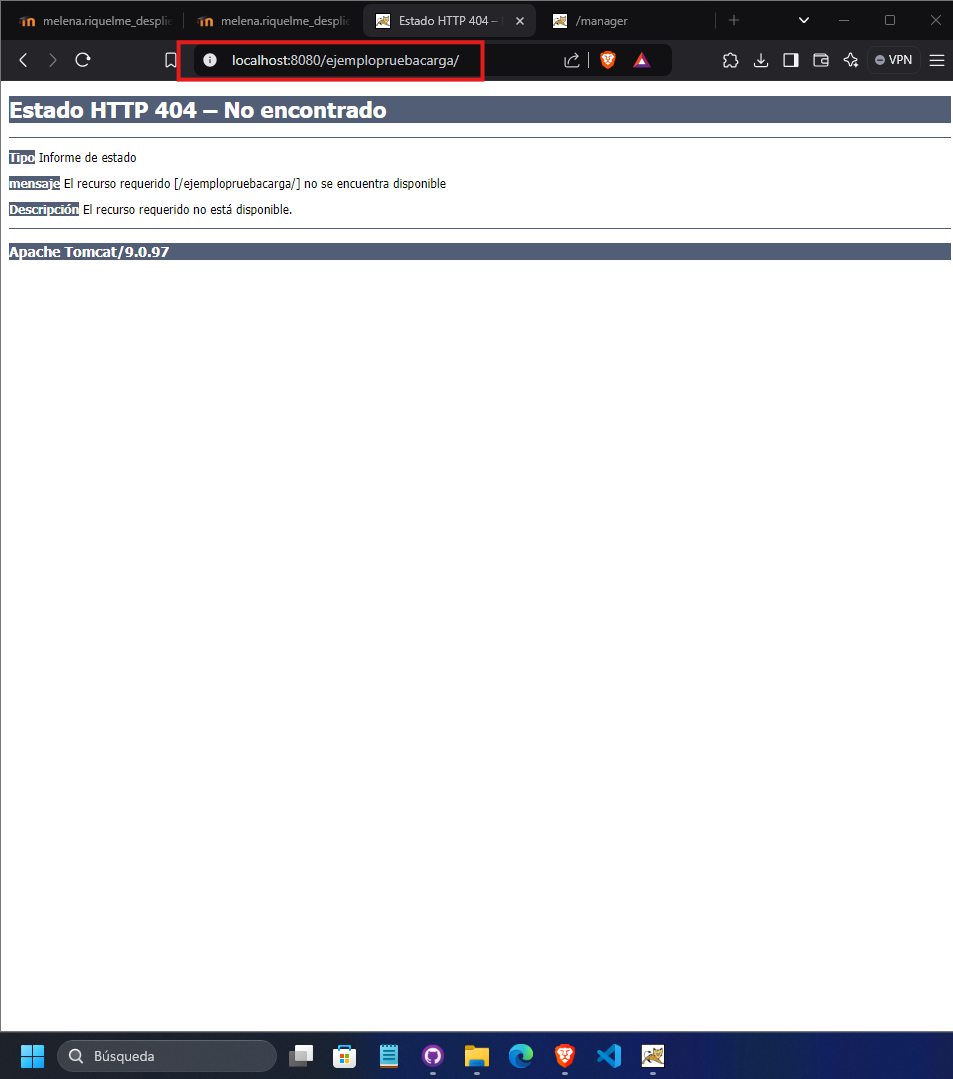 melena.riquelme_desplie
melena.riquelme_desplie
Estado HTTP 404 –
/manager
localhost:8080/ejemplopruebacarga/
VPN
Estado HTTP 404 – No encontrado
Tipo Informe de estado
mensaje El recurso requerido [/ejemplopruebacarga/] no se encuentra disponible
Descripción El recurso requerido no está disponible.
Apache Tomcat/9.0.97
Búsqueda